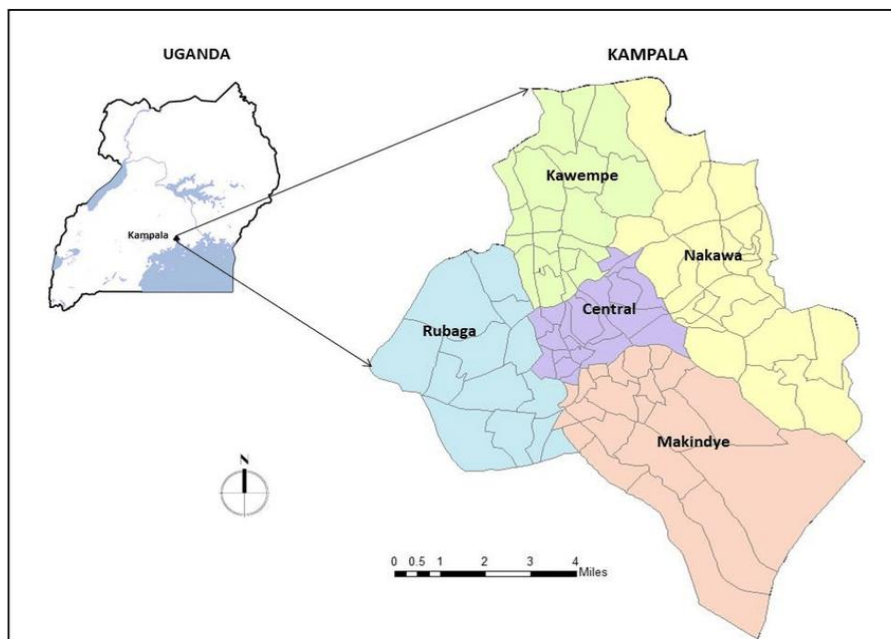 UGANDA
KAMPALA
Kawempe
Kampala
Nakawa
Central
Rubaga
Makindye
N
0 0.5 1 2 3 4
Miles